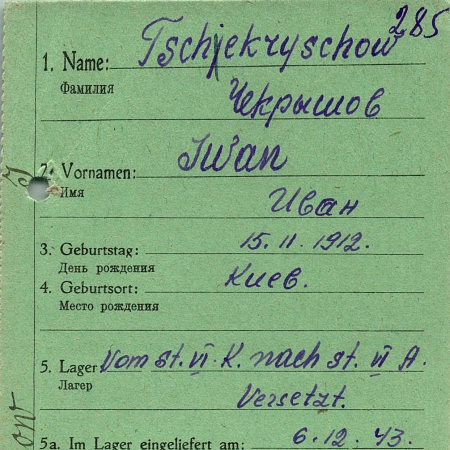 285
1. Name: Tschjekryschow
Фамилия
Чекрышов
2. Vornamen: Iwan
Имя
Иван
3. Geburtstag: 15. 11. 1912.
День рождения
4. Geburtsort: Киев.
Место рождения
5. Lager Vom st. VI. K. nach st. VI A.
Лагер
Versetzt.
5a. Im Lager eingeliefert am: 6. 12. 43.